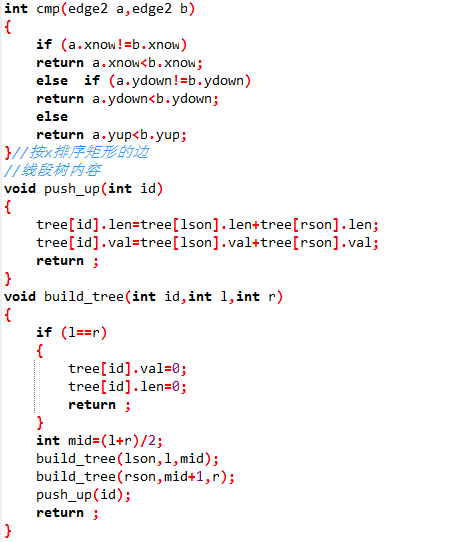 int cmp(edge2 a,edge2 b)
{
    if (a.xnow!=b.xnow)
    return a.xnow<b.xnow;
    else  if (a.ydown!=b.ydown)
    return a.ydown<b.ydown;
    else
    return a.yup<b.yup;
}//按x排序矩形的边
//线段树内容
void push_up(int id)
{
    tree[id].len=tree[lson].len+tree[rson].len;
    tree[id].val=tree[lson].val+tree[rson].val;
    return ;
}
void build_tree(int id,int l,int r)
{
    if (l==r)
    {
        tree[id].val=0;
        tree[id].len=0;
        return ;
    }
    int mid=(l+r)/2;
    build_tree(lson,l,mid);
    build_tree(rson,mid+1,r);
    push_up(id);
    return ;
}